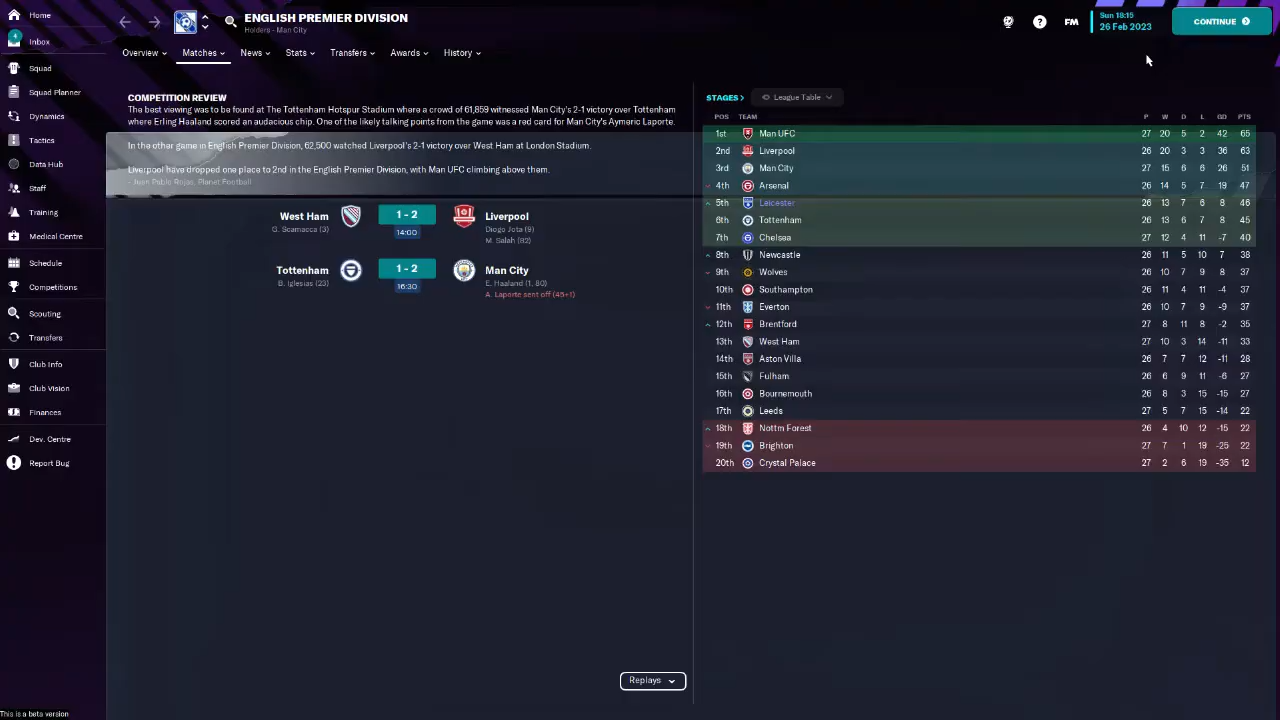 Home
4
Inbox
Squad
Squad Planner
Dynamics
Tactics
Data Hub
Staff
Training
Medical Centre
Schedule
Competitions
Scouting
Transfers
Club Info
Club Vision
Finances
Dev. Centre
Report Bug
This is a beta version
ENGLISH PREMIER DIVISION
Holders - Man City
FM
Sun 18:15
26 Feb 2023
CONTINUE
Overview Matches News Stats Transfers Awards History
COMPETITION REVIEW
The best viewing was to be found at The Tottenham Hotspur Stadium where a crowd of 61,859 witnessed Man City's 2-1 victory over Tottenham
where Erling Haaland scored an audacious chip. One of the likely talking points from the game was a red card for Man City's Aymeric Laporte.
In the other game in English Premier Division, 62,500 watched Liverpool's 2-1 victory over West Ham at London Stadium.
Liverpool have dropped one place to 2nd in the English Premier Division, with Man UFC climbing above them.
- Juan Pablo Rojas, Planet Football
West Ham 1 - 2 Liverpool
G. Scamacca (3) 14:00 Diogo Jota (9)
M. Salah (82)
Tottenham 1 - 2 Man City
B. Iglesias (23) 16:30 E. Haaland (1, 80)
A. Laporte sent off (45+1)
Replays
STAGES League Table
POS TEAM P W D L GD PTS
1st Man UFC 27 20 5 2 42 65
2nd Liverpool 26 20 3 3 36 63
3rd Man City 27 15 6 6 26 51
4th Arsenal 26 14 5 7 19 47
5th Leicester 26 13 7 6 8 46
6th Tottenham 26 13 6 7 8 45
7th Chelsea 27 12 4 11 -7 40
8th Newcastle 26 11 5 10 7 38
9th Wolves 26 10 7 9 8 37
10th Southampton 26 11 4 11 -4 37
11th Everton 26 10 7 9 -9 37
12th Brentford 27 8 11 8 -2 35
13th West Ham 27 10 3 14 -11 33
14th Aston Villa 26 7 7 12 -11 28
15th Fulham 26 6 9 11 -6 27
16th Bournemouth 26 8 3 15 -15 27
17th Leeds 27 5 7 15 -14 22
18th Nottm Forest 26 4 10 12 -15 22
19th Brighton 27 7 1 19 -25 22
20th Crystal Palace 27 2 6 19 -35 12